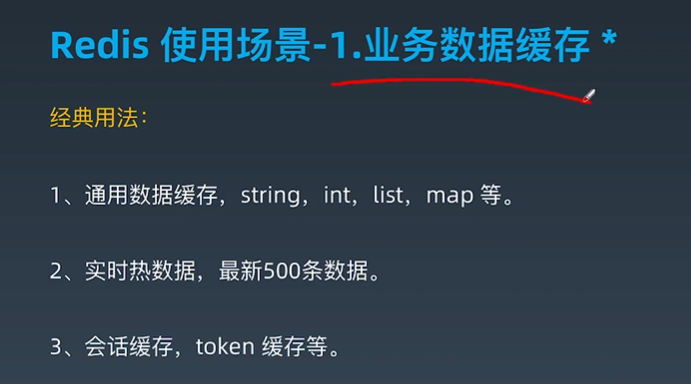 Redis 使用场景-1.业务数据缓存 *
经典用法：
1、通用数据缓存，string，int，list，map 等。
2、实时热数据，最新500条数据。
3、会话缓存，token 缓存等。